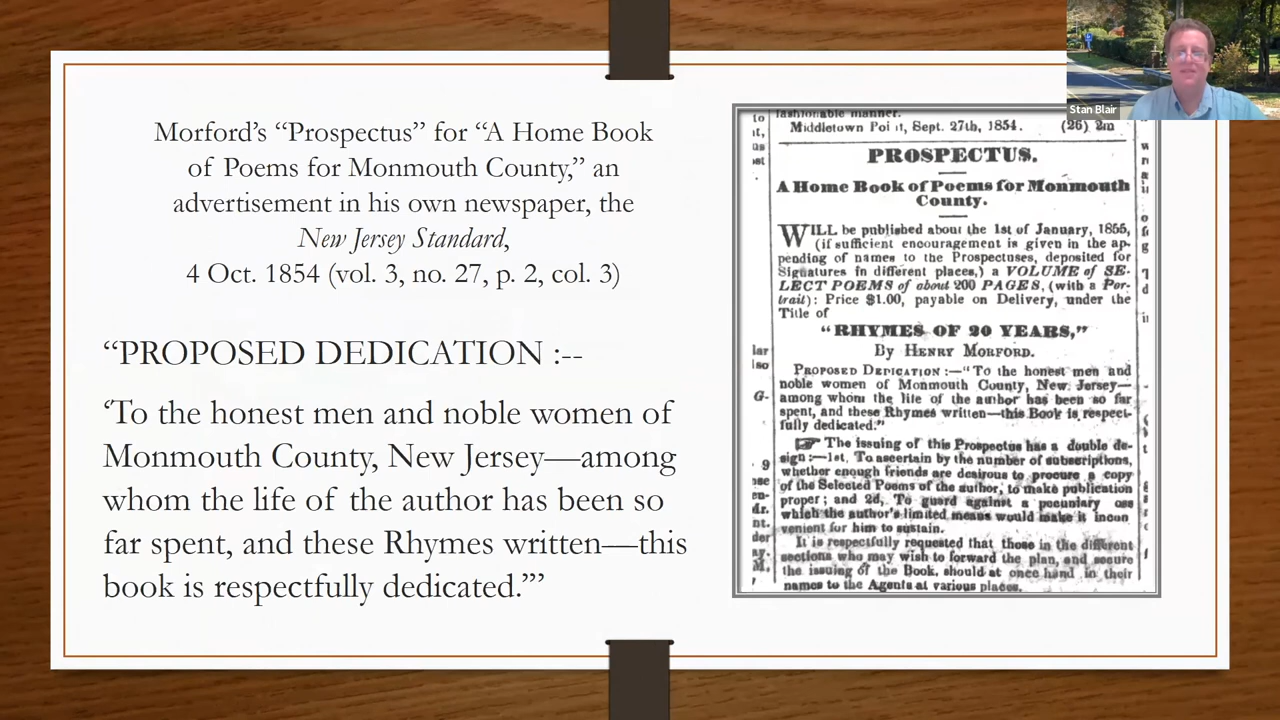 Morford's "Prospectus" for "A Home Book
of Poems for Monmouth County," an
advertisement in his own newspaper, the
New Jersey Standard,
4 Oct. 1854 (vol. 3, no. 27, p. 2, col. 3)
"PROPOSED DEDICATION :--
'To the honest men and noble women of
Monmouth County, New Jersey—among
whom the life of the author has been so
far spent, and these Rhymes written—this
book is respectfully dedicated.'"
Stan Blair
fashionable manner.
Middletown Point, Sept. 27th, 1854. (26) 2m
PROSPECTUS.
A Home Book of Poems for Monmouth
County.
WILL be published about the 1st of January, 1855,
(if sufficient encouragement is given in the ap-
pending of names to the Prospectuses, deposited for
Signatures in different places,) a VOLUME of SE-
LECT POEMS of about 200 PAGES, (with a Por-
trait): Price $1.00, payable on Delivery, under the
Title of
"RHYMES OF 20 YEARS,"
By HENRY MORFORD.
PROPOSED DEDICATION:—"To the honest men and
noble women of Monmouth County, New Jersey—
among whom the life of the author has been so far
spent, and these Rhymes written—this Book is respect-
fully dedicated."
☞ The issuing of this Prospectus has a double de-
sign:—1st, To ascertain by the number of subscriptions,
whether enough friends are desirous to procure a copy
of the Selected Poems of the author, to make publication
proper; and 2d, To guard against a pecuniary oss
which the author's limited means would make it incon
venient for him to sustain.
It is respectfully requested that those in the different
sections who may wish to forward the plan, and secure
the issuing of the Book, should at once hand in their
names to the Agents at various places.